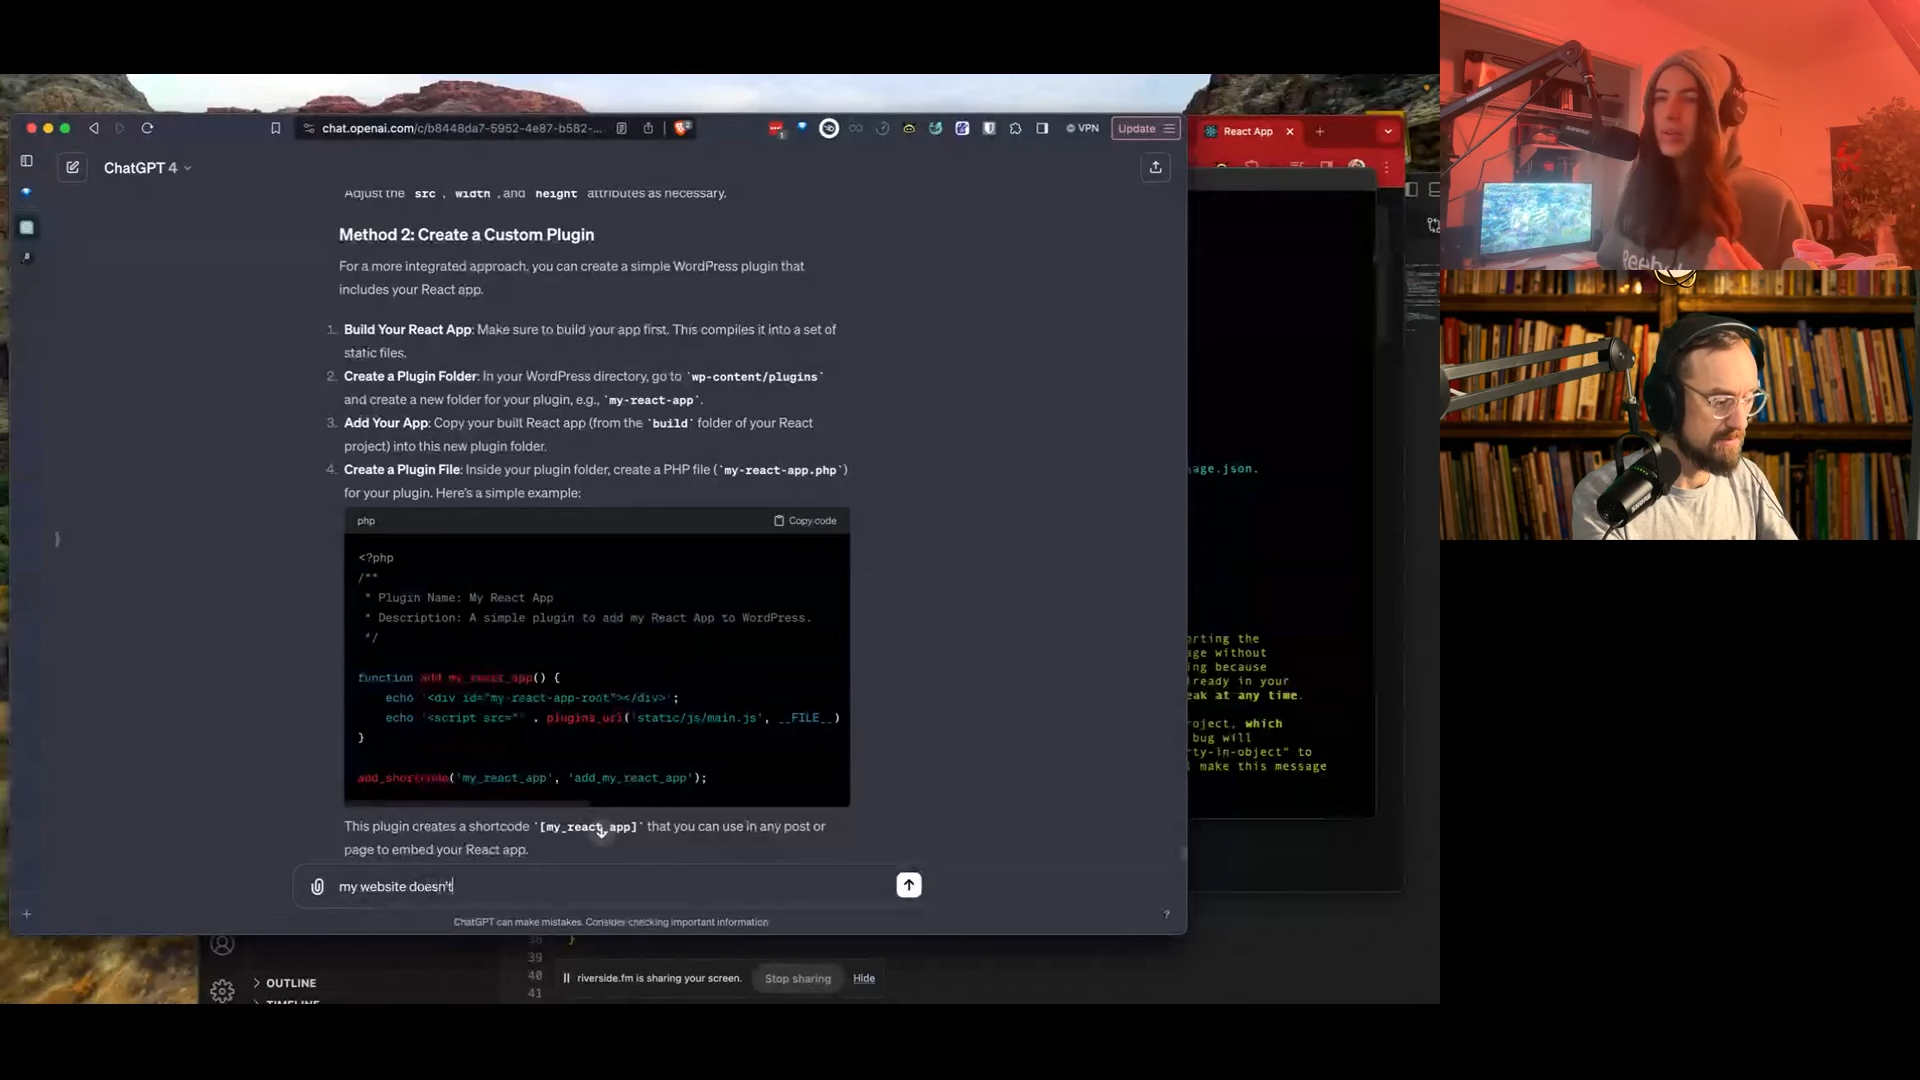 chat.openai.com/c/b8448da7-5952-4e87-b582-...
VPN
Update
React App
ChatGPT 4
Adjust the src , width , and height attributes as necessary.
Method 2: Create a Custom Plugin
For a more integrated approach, you can create a simple WordPress plugin that
includes your React app.
1. Build Your React App: Make sure to build your app first. This compiles it into a set of
static files.
2. Create a Plugin Folder: In your WordPress directory, go to `wp-content/plugins`
and create a new folder for your plugin, e.g., `my-react-app`.
3. Add Your App: Copy your built React app (from the `build` folder of your React
project) into this new plugin folder.
4. Create a Plugin File: Inside your plugin folder, create a PHP file (`my-react-app.php`)
for your plugin. Here's a simple example:
php
Copy code
<?php
/**
* Plugin Name: My React App
* Description: A simple plugin to add my React App to WordPress.
*/
function add_my_react_app() {
echo '<div id="my-react-app-root"></div>';
echo '<script src="' . plugins_url('static/js/main.js', __FILE__)
}
add_shortcode('my_react_app', 'add_my_react_app');
This plugin creates a shortcode `[my_react_app]` that you can use in any post or
page to embed your React app.
my website doesn't
ChatGPT can make mistakes. Consider checking important information
?
age.json.
orting the
age without
ing because
lready in your
eak at any time.
roject, which
bug will
rty-in-object" to
make this message
38 }
39
40
41
OUTLINE
TIMELINE
riverside.fm is sharing your screen.
Stop sharing
Hide
Reebok
SHURE